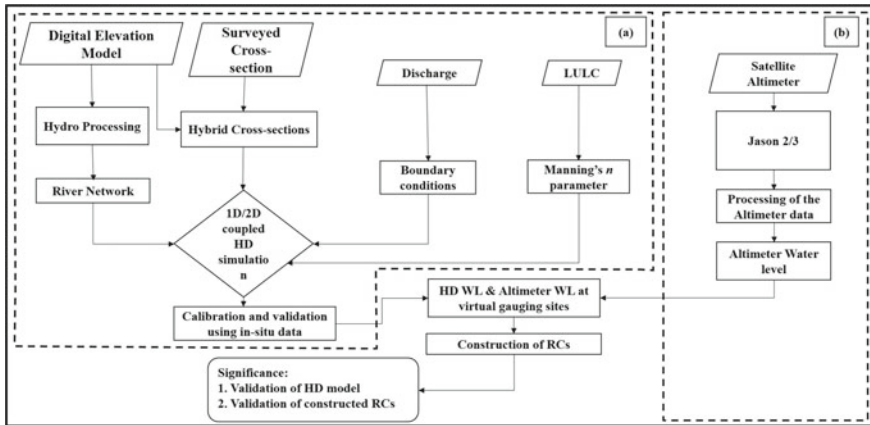 Digital Elevation
Model
Surveyed
Cross-
section
(a)
(b)
Discharge
LULC
Satellite
Altimeter
Hydro Processing
Hybrid Cross-sections
Jason 2/3
River Network
Boundary
conditions
Manning's n
parameter
Processing of the
Altimeter data
1D/2D
coupled
HD
simulatio
n
Altimeter Water
level
Calibration and validation
using in-situ data
HD WL & Altimeter WL at
virtual gauging sites
Construction of RCs
Significance:
1. Validation of HD model
2. Validation of constructed RCs